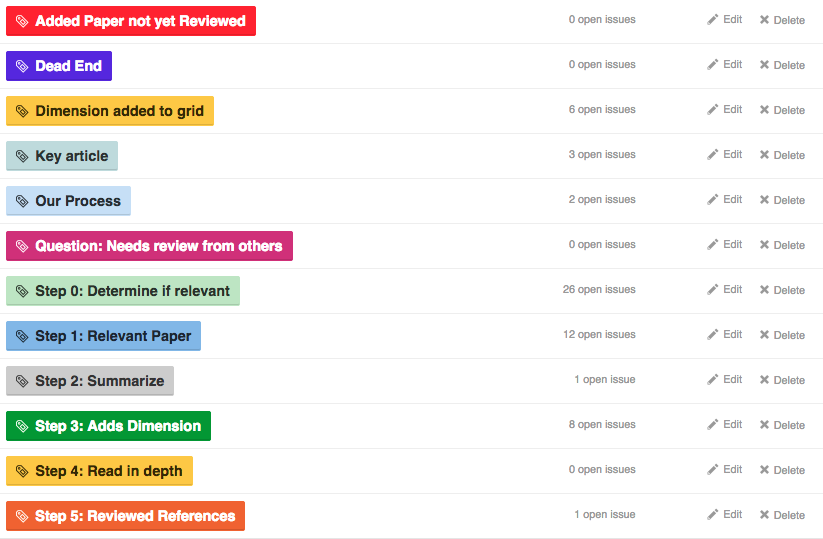 Added Paper not yet Reviewed 0 open issues Edit Delete
Dead End 0 open issues Edit Delete
Dimension added to grid 6 open issues Edit Delete
Key article 3 open issues Edit Delete
Our Process 2 open issues Edit Delete
Question: Needs review from others 0 open issues Edit Delete
Step 0: Determine if relevant 26 open issues Edit Delete
Step 1: Relevant Paper 12 open issues Edit Delete
Step 2: Summarize 1 open issue Edit Delete
Step 3: Adds Dimension 8 open issues Edit Delete
Step 4: Read in depth 0 open issues Edit Delete
Step 5: Reviewed References 1 open issue Edit Delete